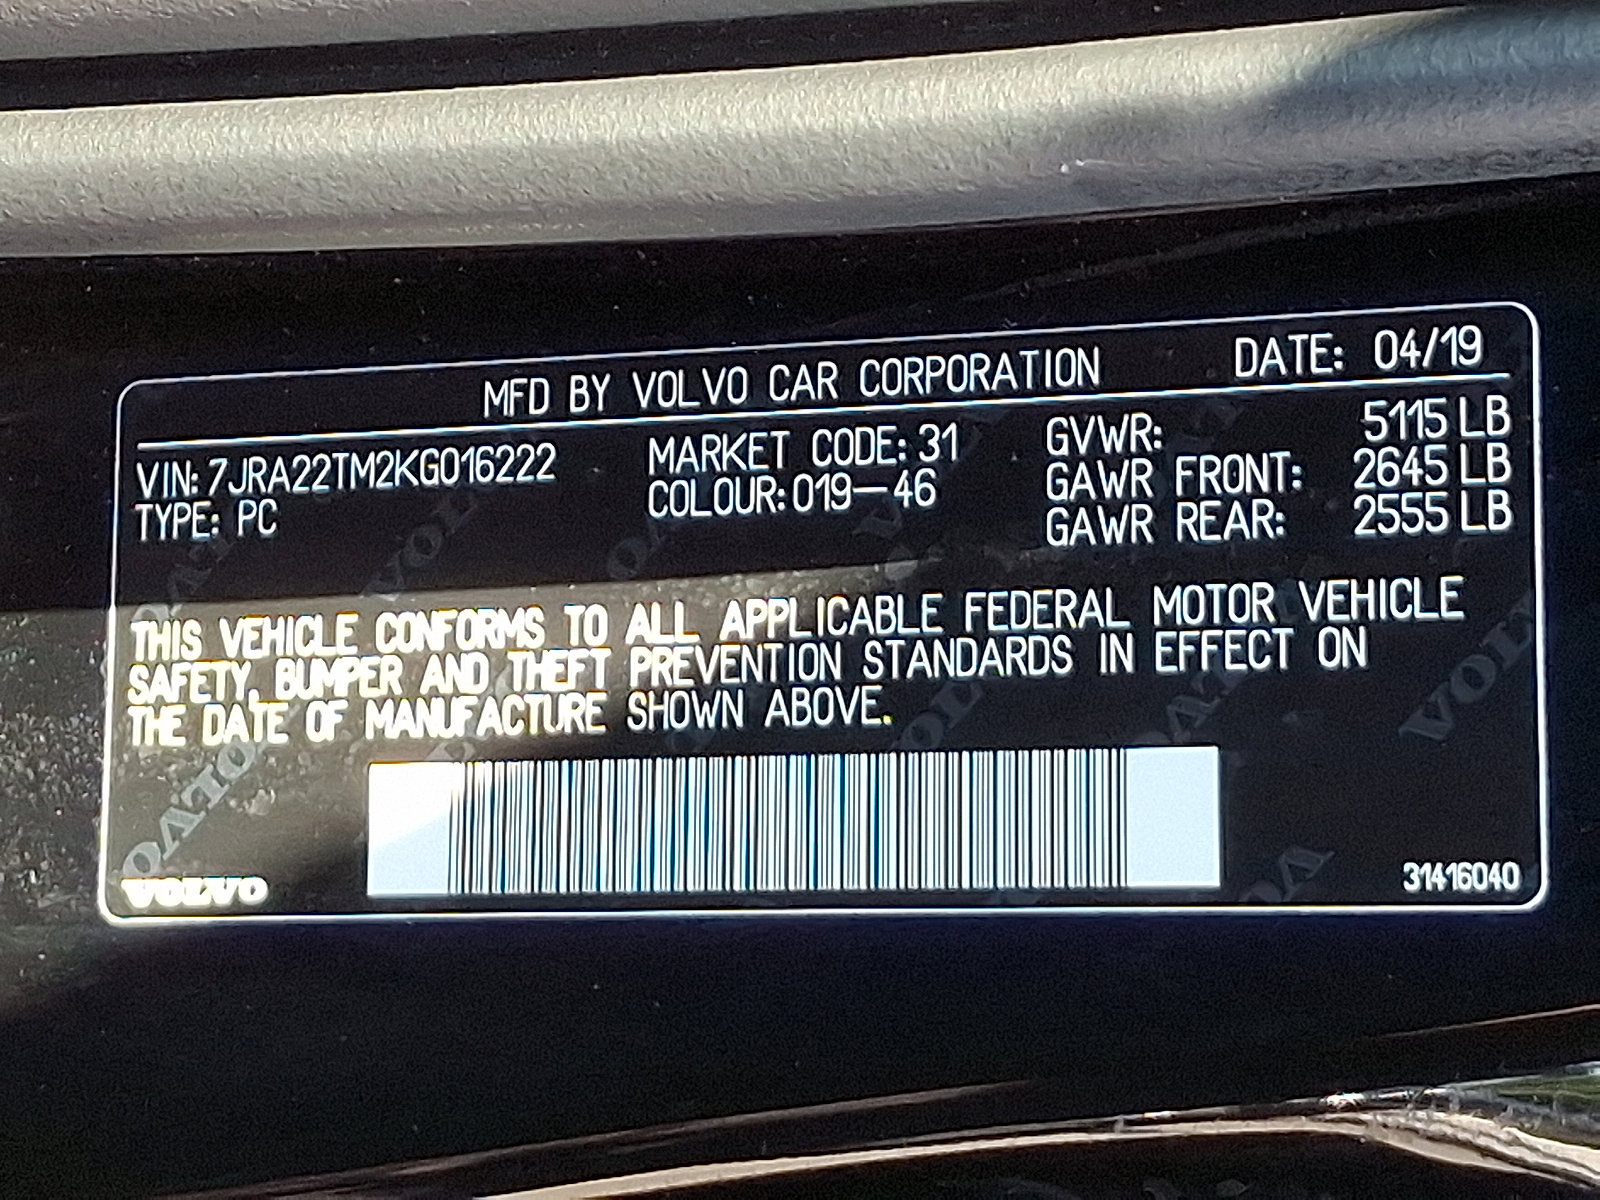 MFD BY VOLVO CAR CORPORATION DATE: 04/19
VIN: 7JRA22TM2KG016222 MARKET CODE: 31 GVWR: 5115 LB
TYPE: PC COLOUR: 019-46 GAWR FRONT: 2645 LB
GAWR REAR: 2555 LB
THIS VEHICLE CONFORMS TO ALL APPLICABLE FEDERAL MOTOR VEHICLE
SAFETY, BUMPER AND THEFT PREVENTION STANDARDS IN EFFECT ON
THE DATE OF MANUFACTURE SHOWN ABOVE.
VOLVO 31416040